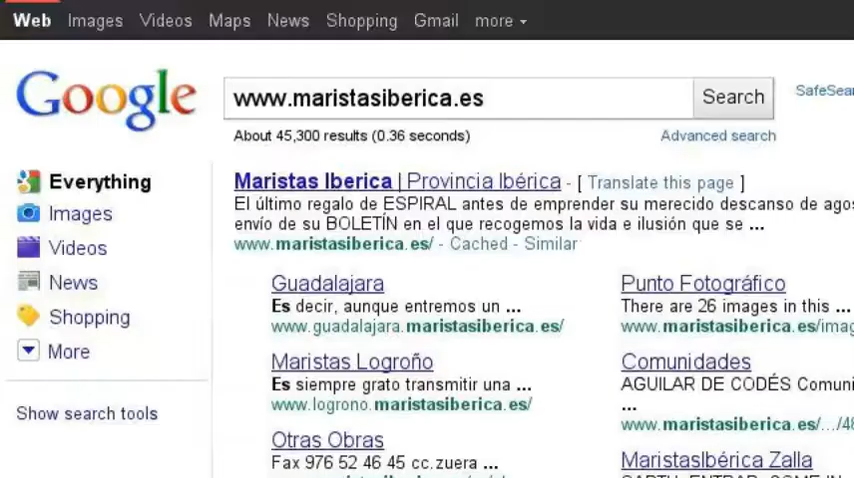 Web Images Videos Maps News Shopping Gmail more
Google
www.maristasiberica.es Search SafeSear
About 45,300 results (0.36 seconds) Advanced search
Everything
Images
Videos
News
Shopping
More
Show search tools
Maristas Iberica | Provincia Ibérica - [ Translate this page ]
El último regalo de ESPIRAL antes de emprender su merecido descanso de agos
envío de su BOLETÍN en el que recogemos la vida e ilusión que se ...
www.maristasiberica.es/ - Cached - Similar
Guadalajara
Es decir, aunque entremos un ...
www.guadalajara.maristasiberica.es/
Maristas Logroño
Es siempre grato transmitir una ...
www.logrono.maristasiberica.es/
Otras Obras
Fax 976 52 46 45 cc.zuera ...
Punto Fotográfico
There are 26 images in this ...
www.maristasiberica.es/imag
Comunidades
AGUILAR DE CODÉS Comuni
...
www.maristasiberica.es/.../48
MaristasIbérica Zalla